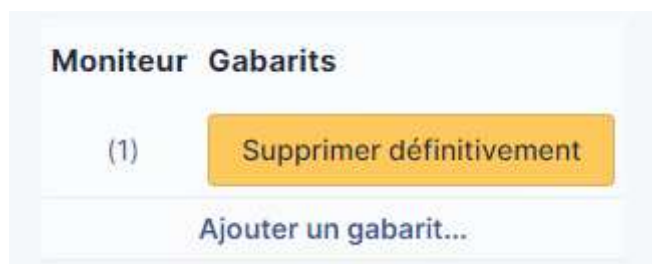 Moniteur Gabarits
(1) Supprimer définitivement
Ajouter un gabarit...